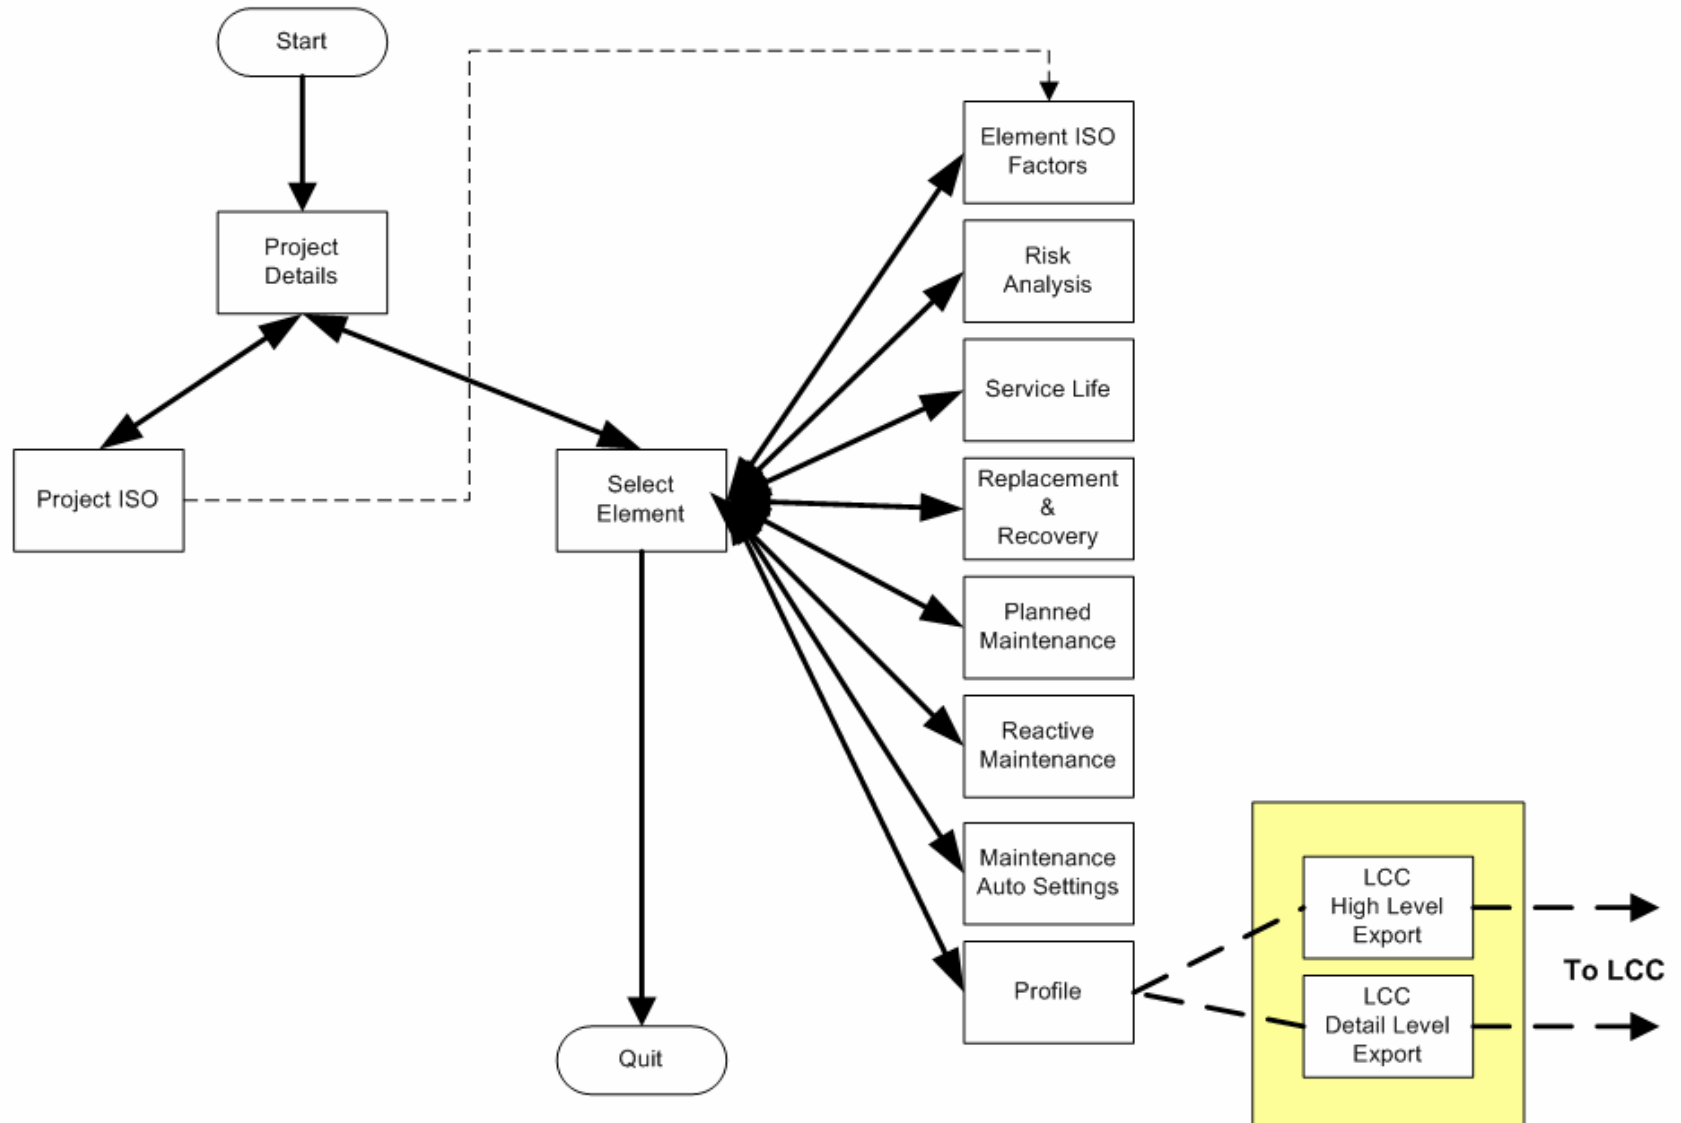 Start
Project
Details
Project ISO
Select
Element
Quit
Element ISO
Factors
Risk
Analysis
Service Life
Replacement
&
Recovery
Planned
Maintenance
Reactive
Maintenance
Maintenance
Auto Settings
Profile
LCC
High Level
Export
To LCC
LCC
Detail Level
Export